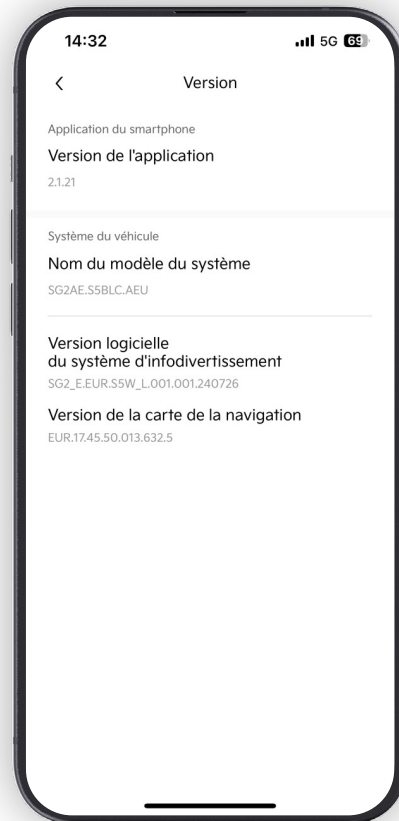 14:32
5G 69
Version
Application du smartphone
Version de l'application
2.1.21
Système du véhicule
Nom du modèle du système
SG2AE.S5BLC.AEU
Version logicielle
du système d'infodivertissement
SG2_E.EUR.S5W_L.001.001.240726
Version de la carte de la navigation
EUR.17.45.50.013.632.5